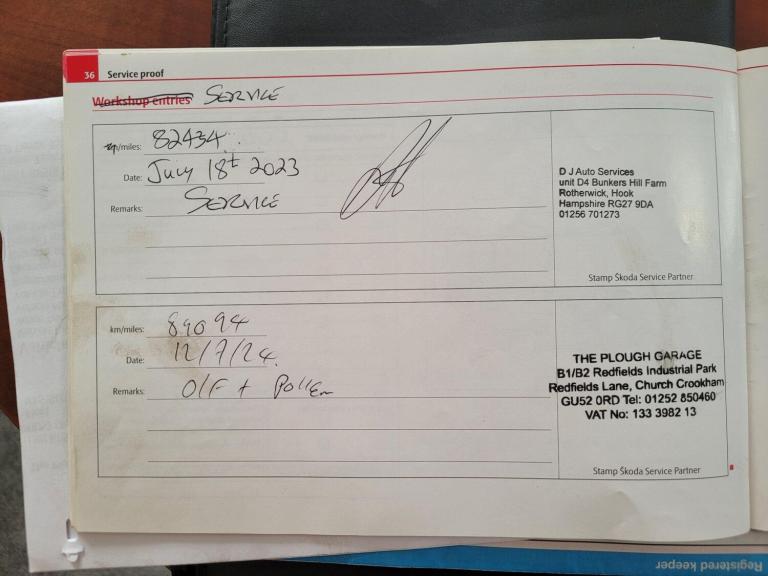 36 Service proof
Workshop entries SERVICE
km/miles: 82434
Date: July 18th 2023
Remarks: SERVICE
D J Auto Services
unit D4 Bunkers Hill Farm
Rotherwick, Hook
Hampshire RG27 9DA
01256 701273
Stamp Škoda Service Partner
km/miles: 89094
Date: 12/7/24.
Remarks: O/F + Pollen
THE PLOUGH GARAGE
B1/B2 Redfields Industrial Park
Redfields Lane, Church Crookham
GU52 0RD Tel: 01252 850460
VAT No: 133 3982 13
Stamp Škoda Service Partner
Registered keeper